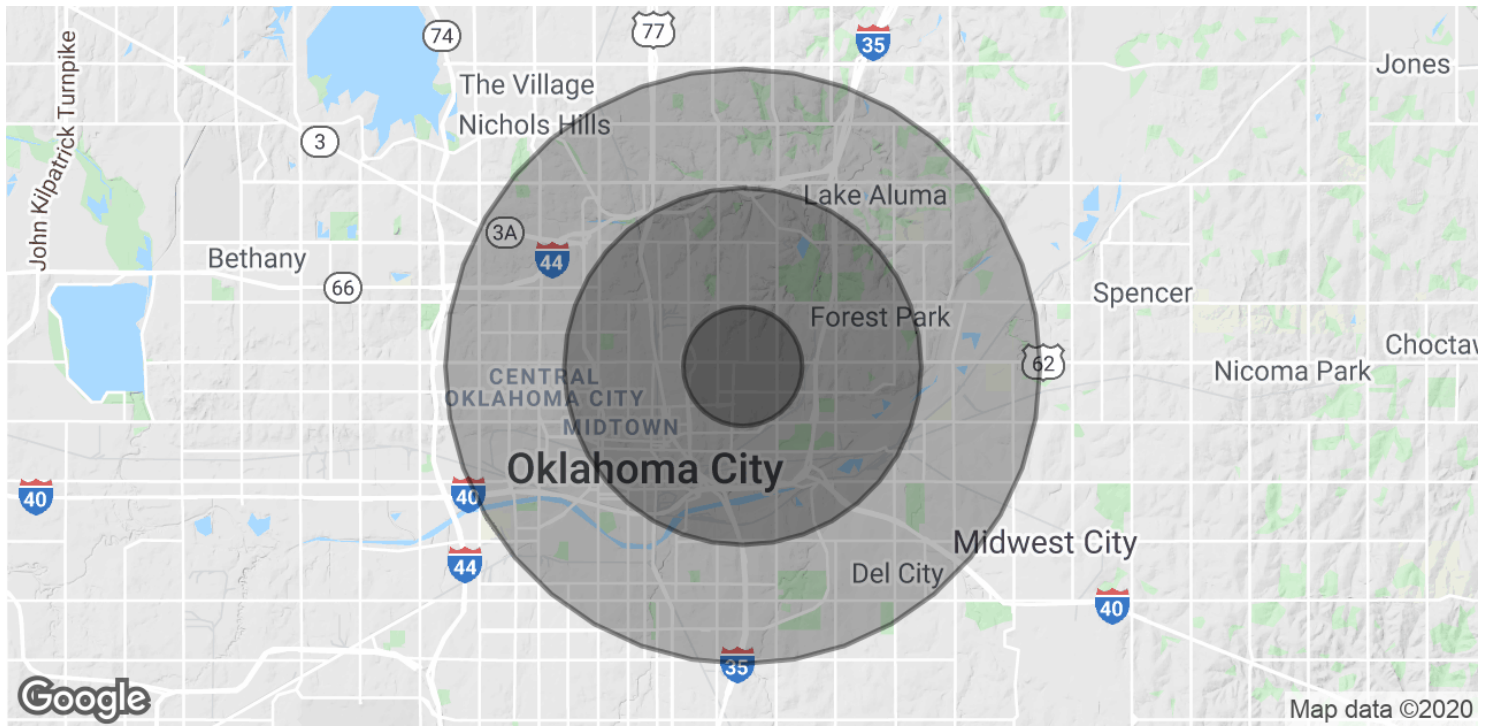 74
77
35
Jones
The Village
Nichols Hills
John Kilpatrick Turnpike
3
Lake Aluma
3A
44
Bethany
66
Spencer
Forest Park
Choctaw
62
Nicoma Park
CENTRAL
OKLAHOMA CITY
MIDTOWN
Oklahoma City
40
40
Midwest City
44
Del City
40
35
Google
Map data ©2020